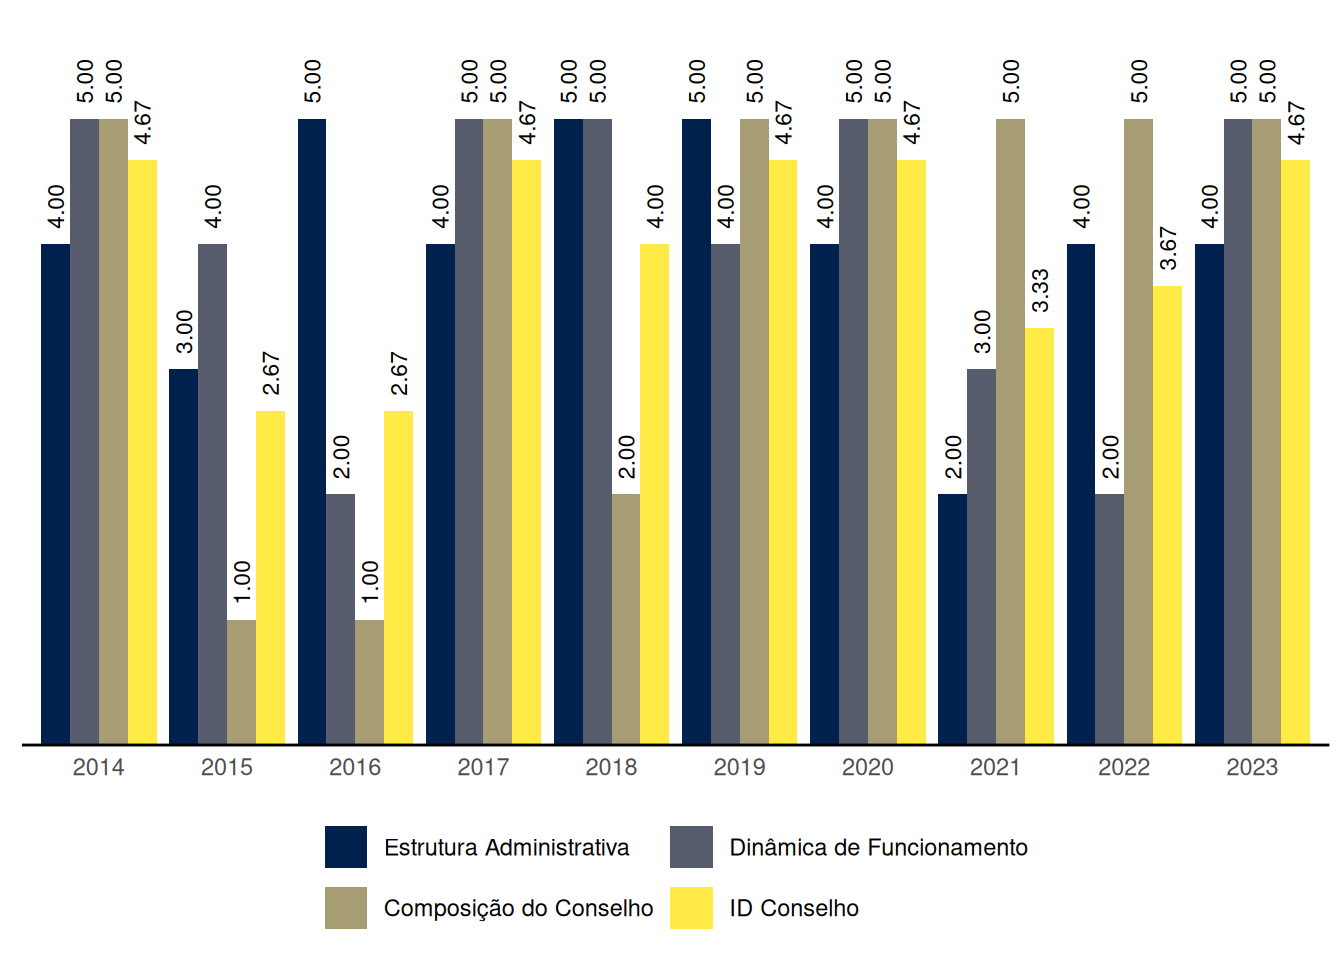 4.00 5.00 5.00 4.67 3.00 4.00 1.00 2.67 5.00 2.00 1.00 2.67 4.00 5.00 5.00 4.67 5.00 5.00 2.00 4.00 5.00 4.00 5.00 4.67 4.00 5.00 5.00 4.67 2.00 3.00 5.00 3.33 4.00 2.00 5.00 3.67 4.00 5.00 5.00 4.67
2014 2015 2016 2017 2018 2019 2020 2021 2022 2023
Estrutura Administrativa Dinâmica de Funcionamento
Composição do Conselho ID Conselho